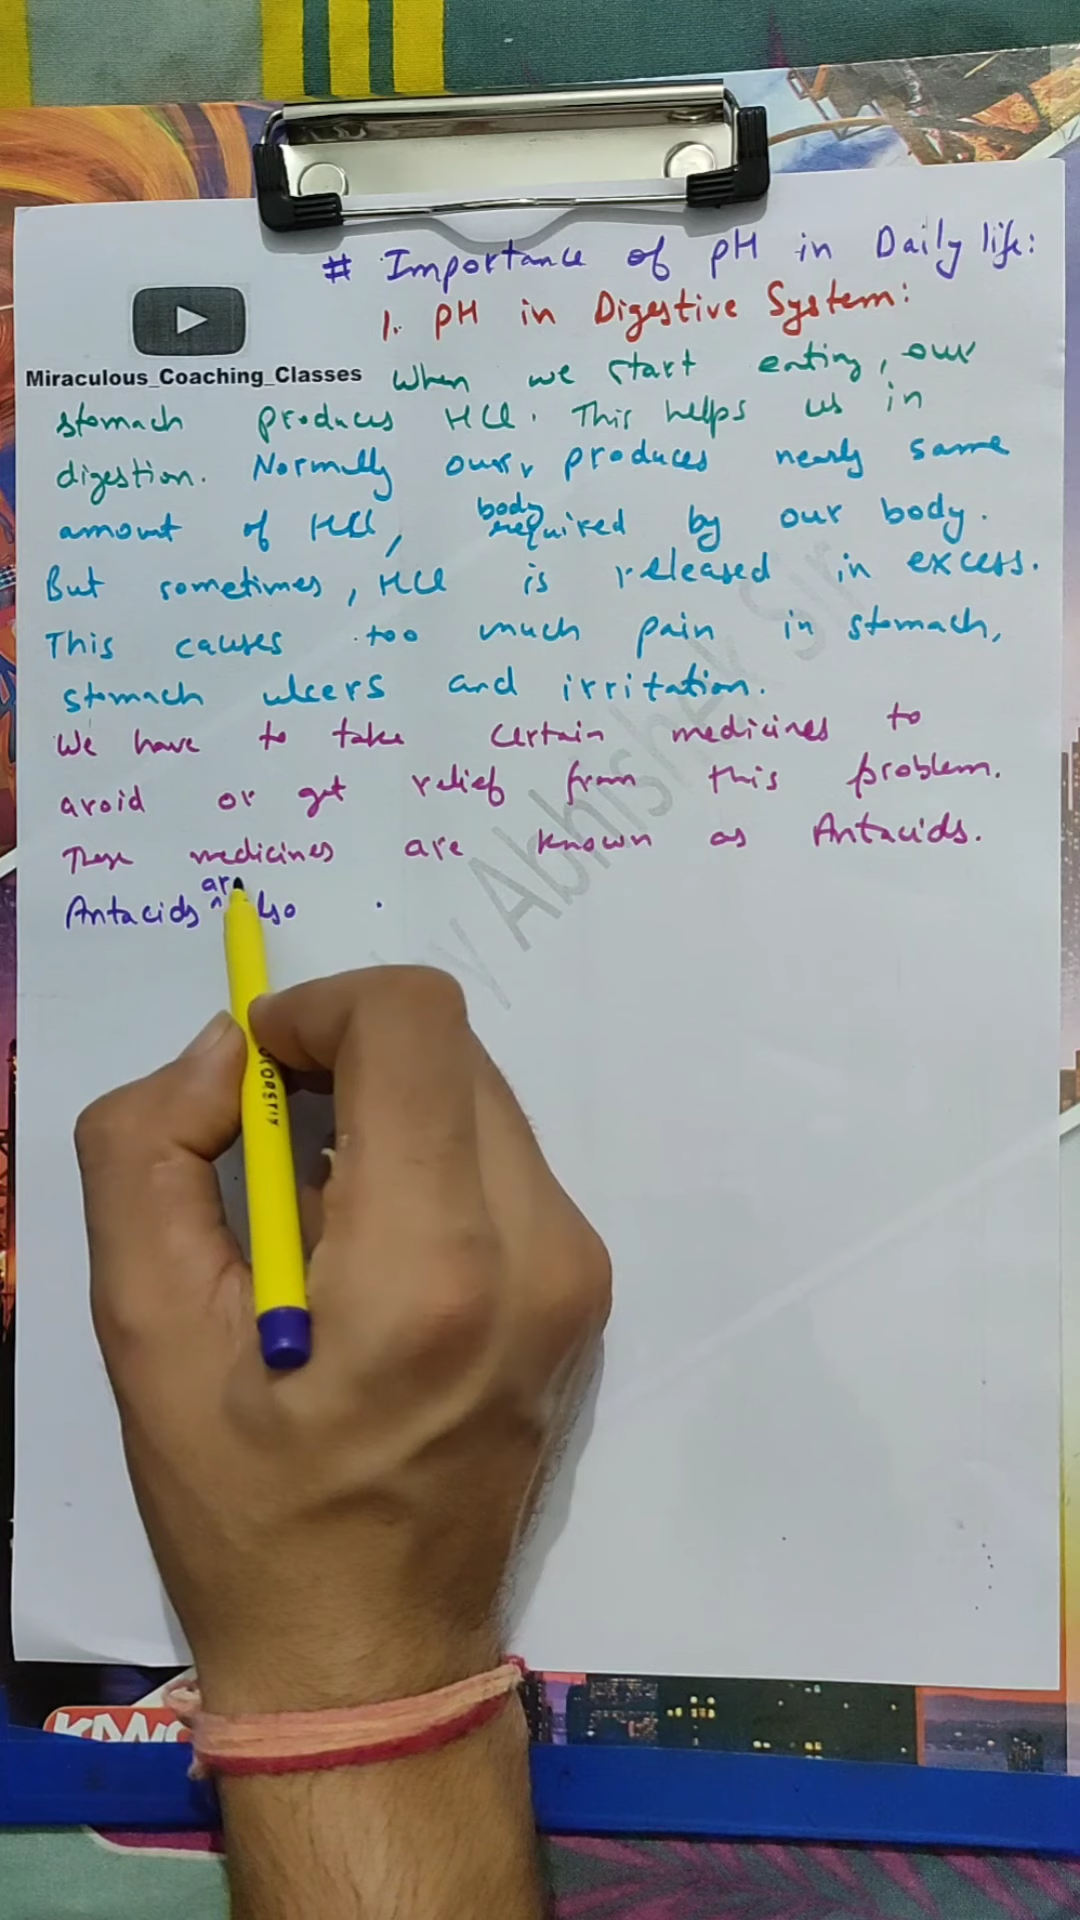 # Importance of pH in Daily life:
1. pH in Digestive System:
Miraculous_Coaching_Classes
When we start eating, our
stomach produces HCl. This helps us in
digestion. Normally our body produces nearly same
amount of HCl, required by our body.
But sometimes, HCl is released in excess.
This causes too much pain in stomach,
stomach ulcers and irritation.
We have to take certain medicines to
avoid or get relief from this problem.
These medicines are known as Antacids.
Antacids are also
by Abhishek Sir
COROSTIX